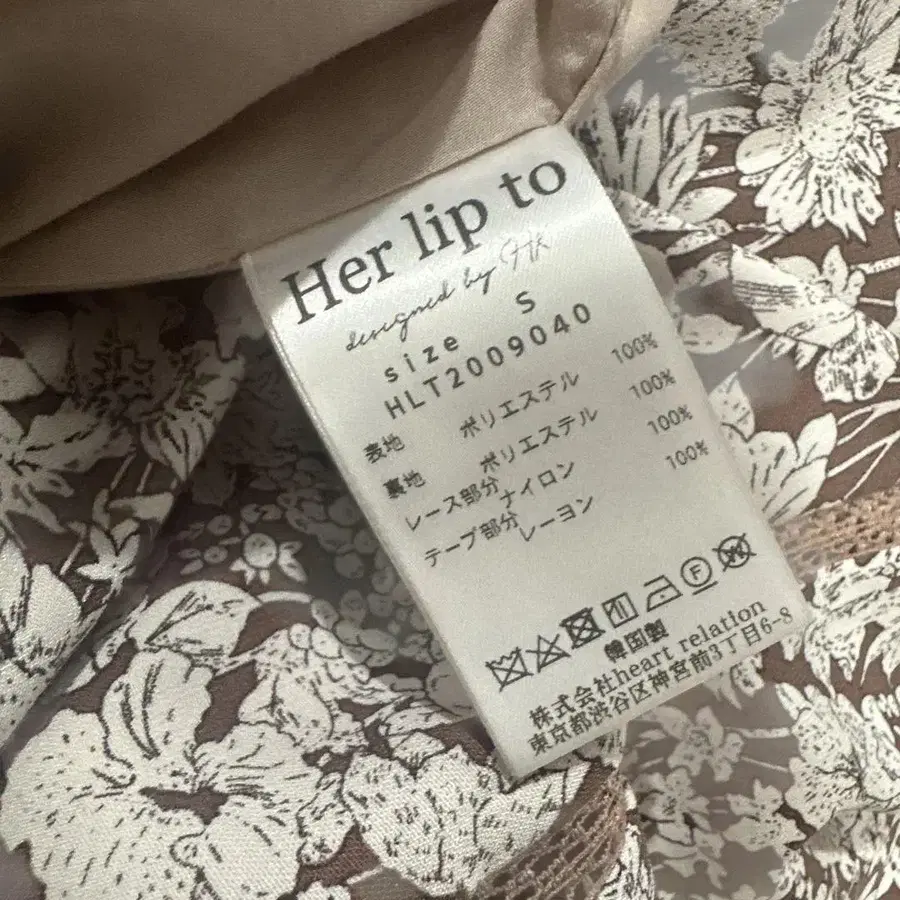 Her lip to
designed by
size S
HLT2009040
表地 ポリエステル 100%
裏地 ポリエステル 100%
レース部分 ナイロン 100%
テープ部分 レーヨン 100%
F
W
韓国製
株式会社heart relation
東京都渋谷区神宮前3丁目6-8